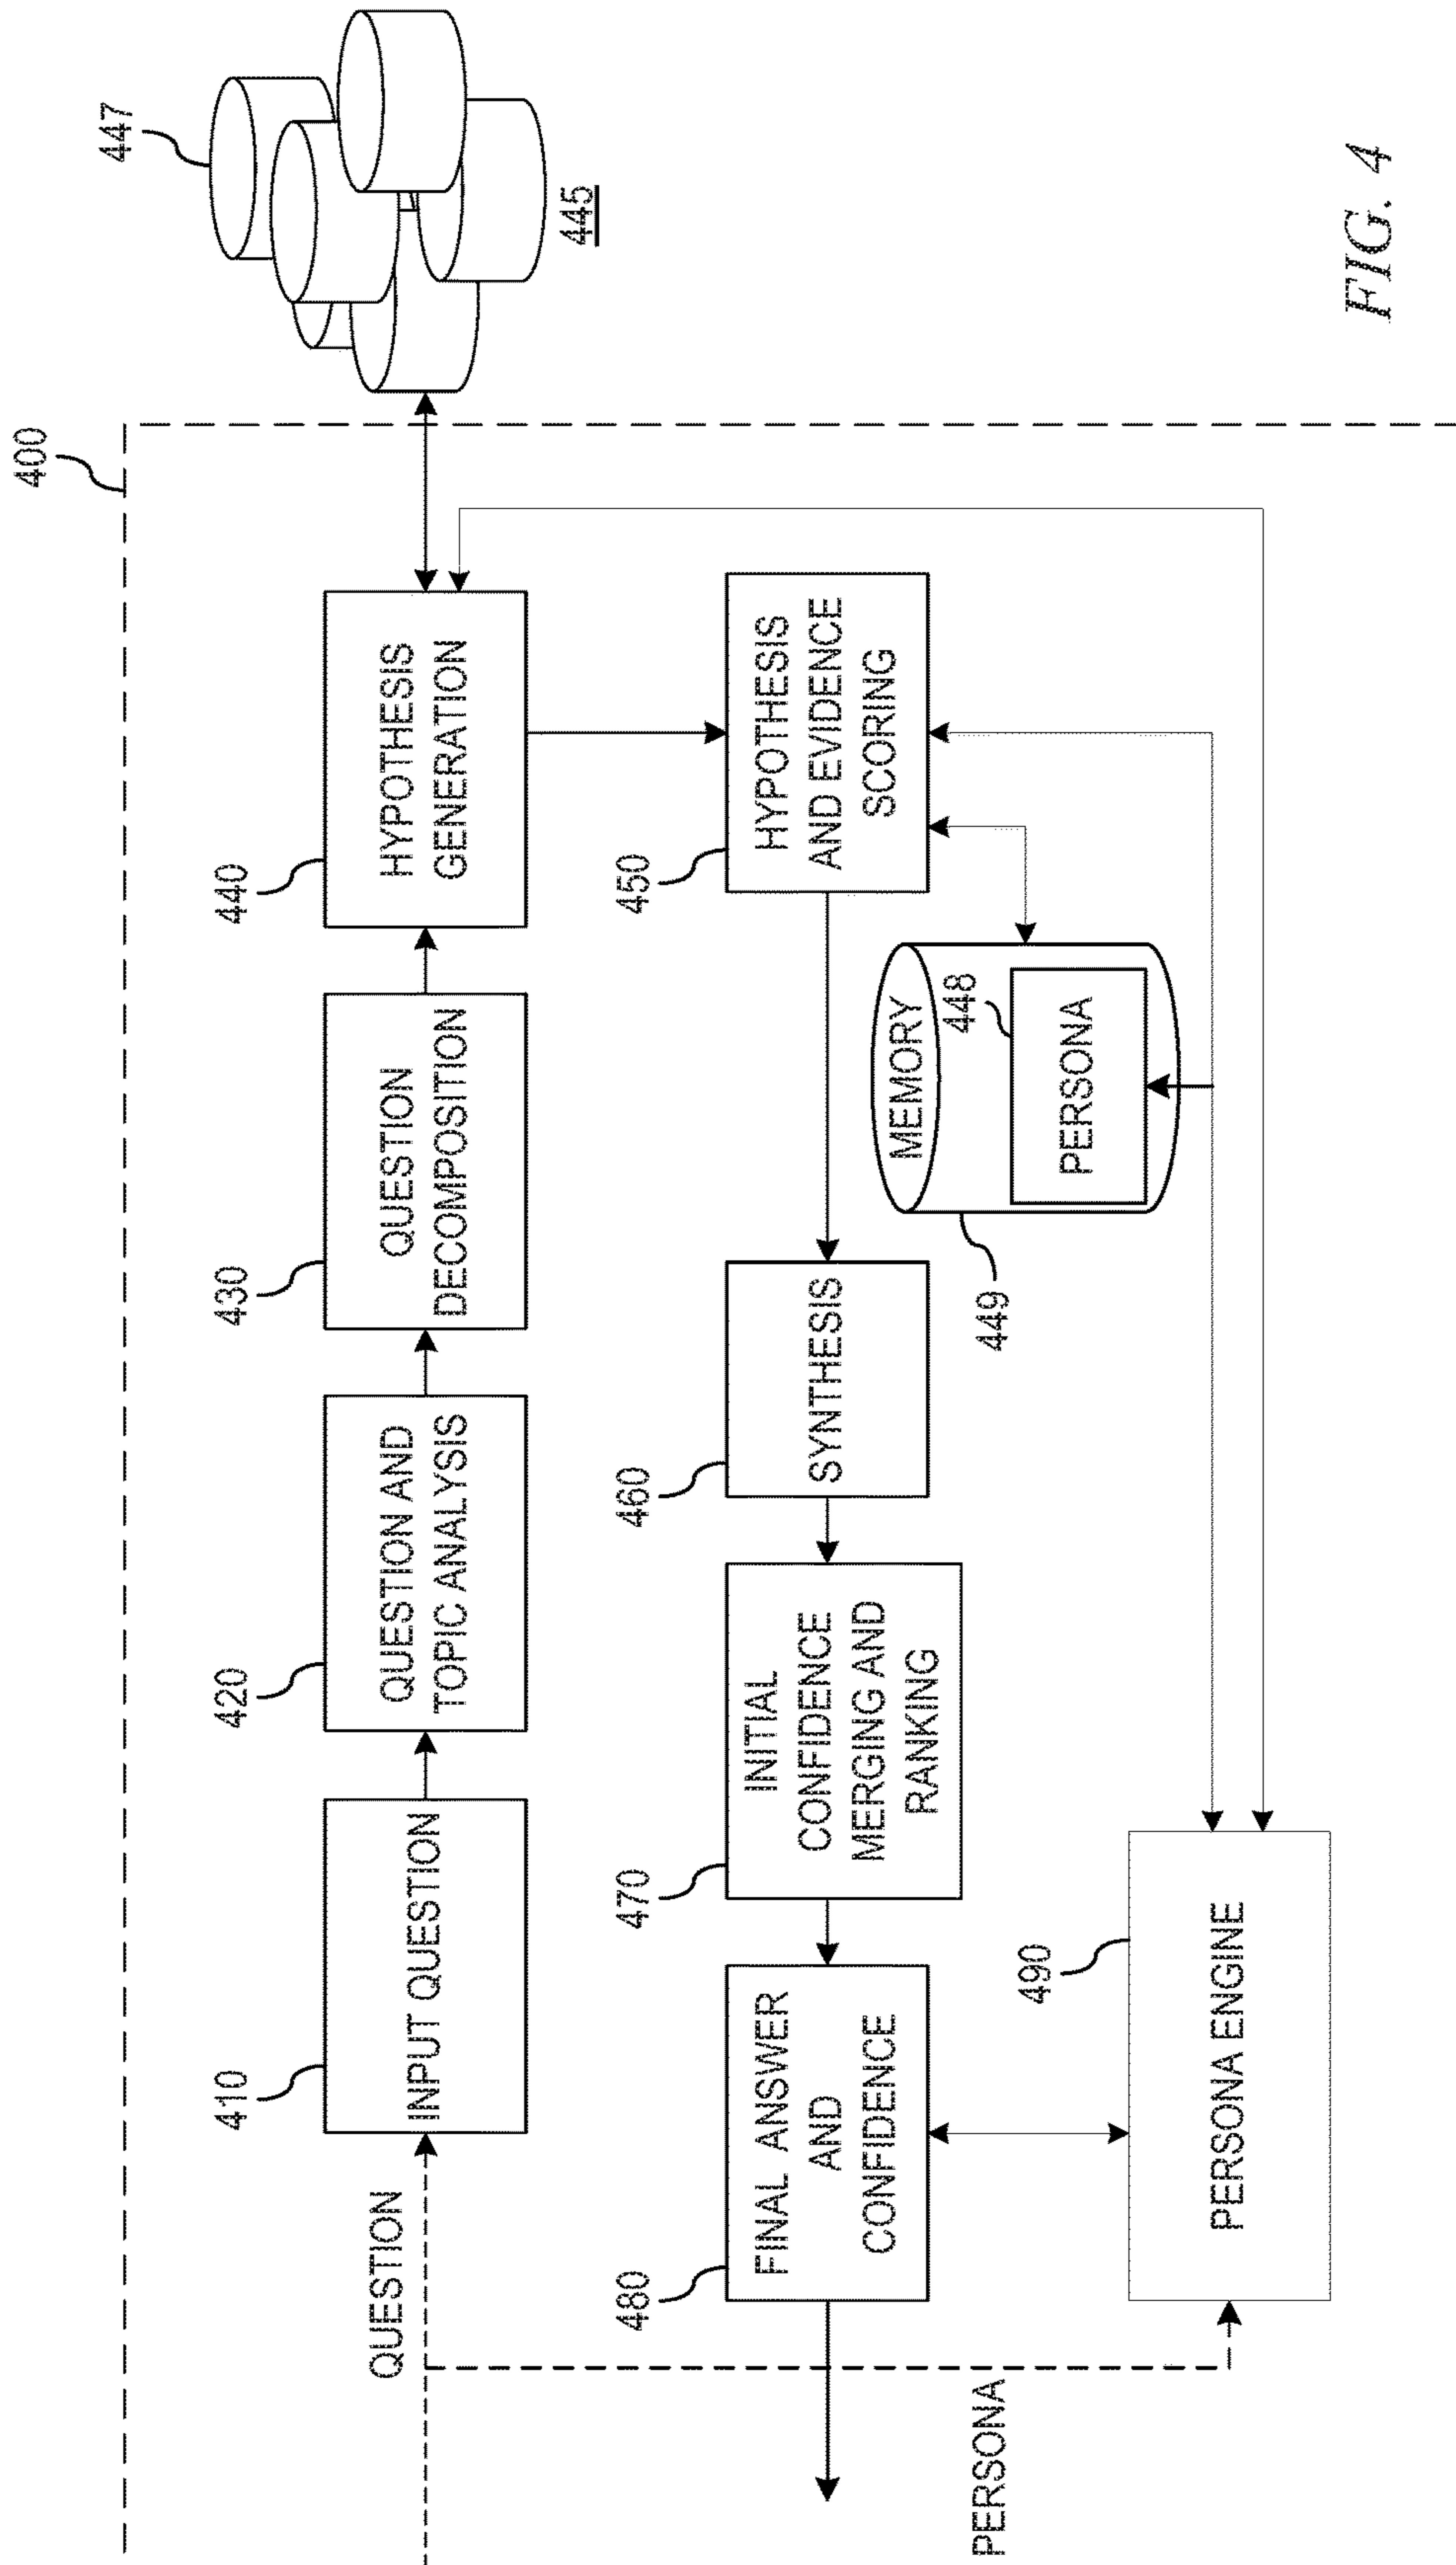 400
447
445
QUESTION
410
INPUT QUESTION
420
QUESTION AND
TOPIC ANALYSIS
430
QUESTION
DECOMPOSITION
440
HYPOTHESIS
GENERATION
480
FINAL ANSWER
AND
CONFIDENCE
470
INITIAL
CONFIDENCE
MERGING AND
RANKING
460
SYNTHESIS
450
HYPOTHESIS
AND EVIDENCE
SCORING
MEMORY
448
PERSONA
449
PERSONA
490
PERSONA ENGINE
FIG. 4